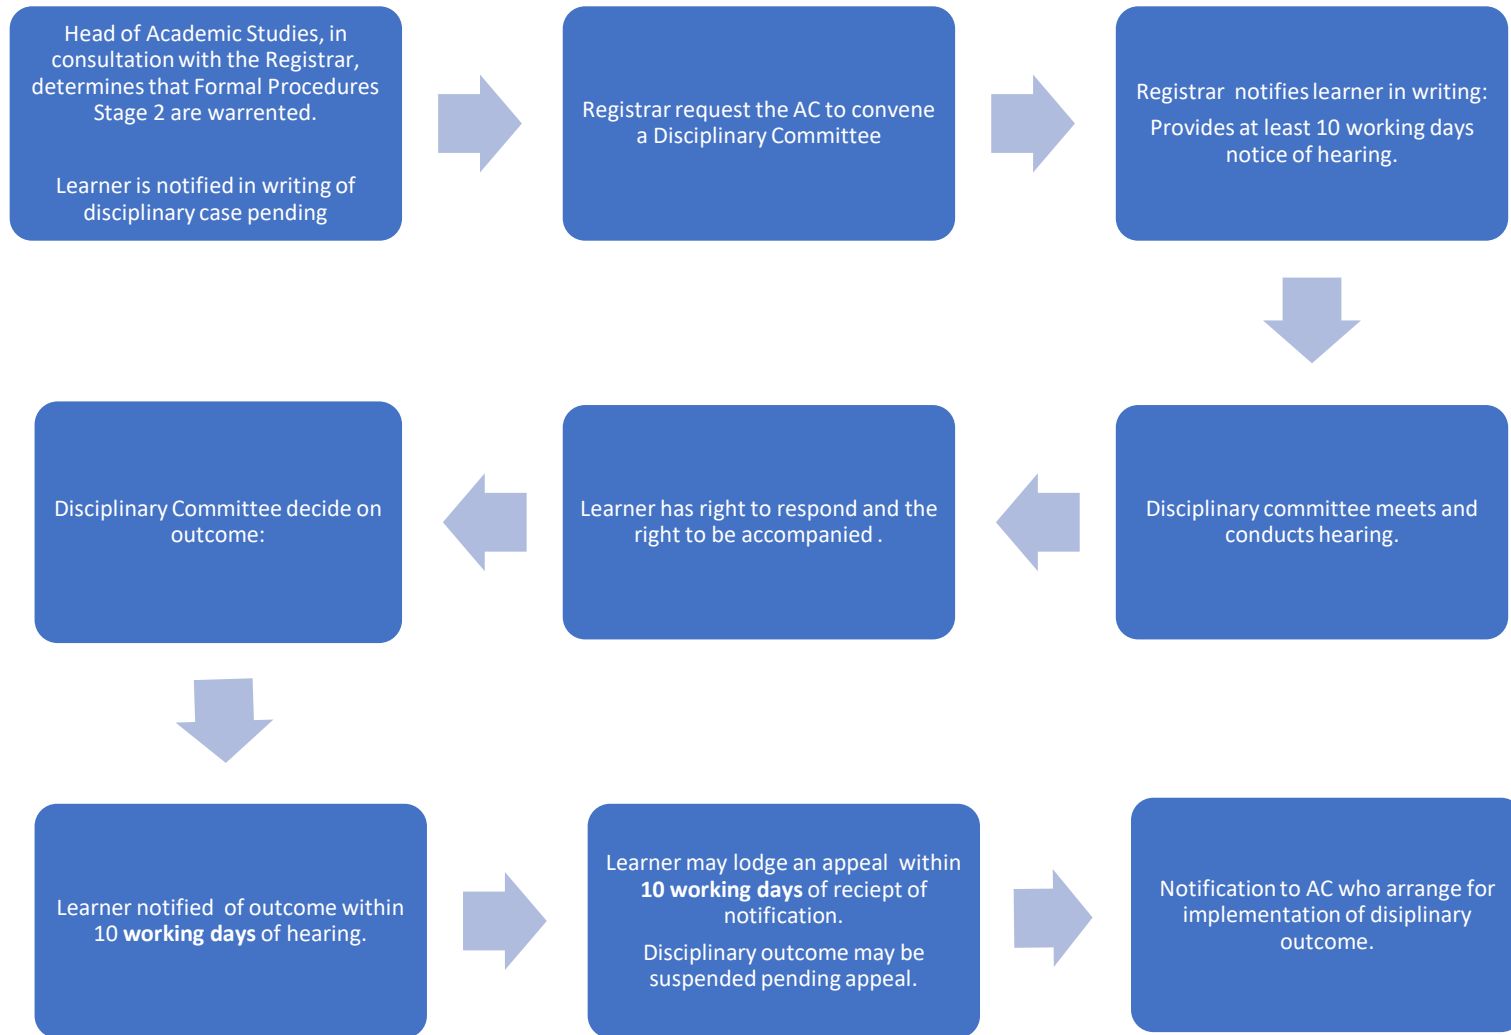 Head of Academic Studies, in
consultation with the Registrar,
determines that Formal Procedures
Stage 2 are warrented.
Learner is notified in writing of
disciplinary case pending
Registrar request the AC to convene
a Disciplinary Committee
Registrar notifies learner in writing:
Provides at least 10 working days
notice of hearing.
Disciplinary committee meets and
conducts hearing.
Learner has right to respond and the
right to be accompanied .
Disciplinary Committee decide on
outcome:
Learner notified of outcome within
10 working days of hearing.
Learner may lodge an appeal within
10 working days of reciept of
notification.
Disciplinary outcome may be
suspended pending appeal.
Notification to AC who arrange for
implementation of disiplinary
outcome.